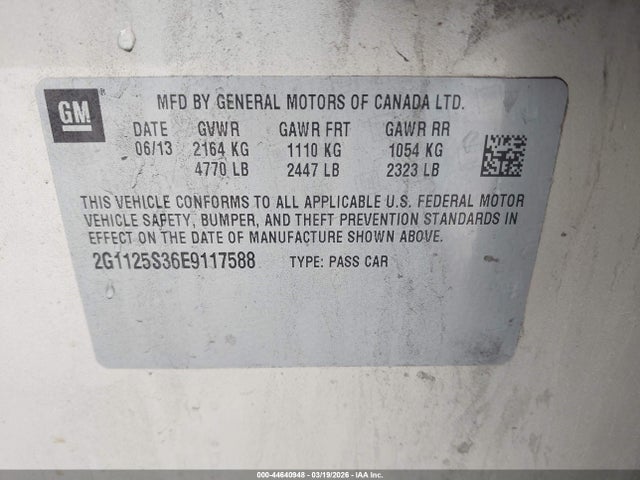 GM
MFD BY GENERAL MOTORS OF CANADA LTD.
DATE GVWR GAWR FRT GAWR RR
06/13 2164 KG 1110 KG 1054 KG
4770 LB 2447 LB 2323 LB
THIS VEHICLE CONFORMS TO ALL APPLICABLE U.S. FEDERAL MOTOR
VEHICLE SAFETY, BUMPER, AND THEFT PREVENTION STANDARDS IN
EFFECT ON THE DATE OF MANUFACTURE SHOWN ABOVE.
2G1125S36E9117588 TYPE: PASS CAR
000-44640948 | 03/19/2026 | IAA Inc.